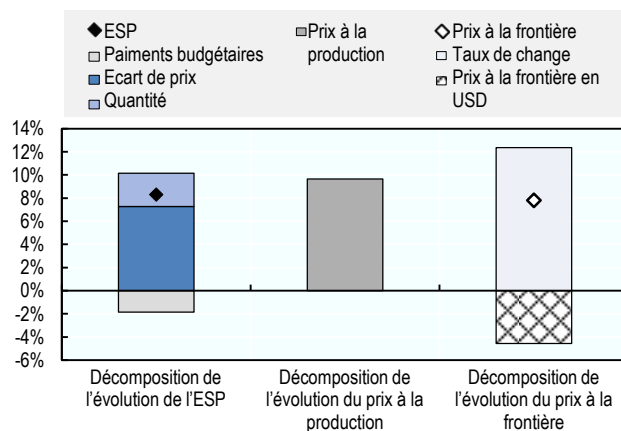 ESP
Paiments budgétaires
Ecart de prix
Quantité
Prix à la
production
Prix à la frontière
Taux de change
Prix à la frontière en
USD
14%
12%
10%
8%
6%
4%
2%
0%
-2%
-4%
-6%
Décomposition de
l'évolution de l'ESP
Décomposition de
l'évolution du prix à la
production
Décomposition de
l'évolution du prix à la
frontière